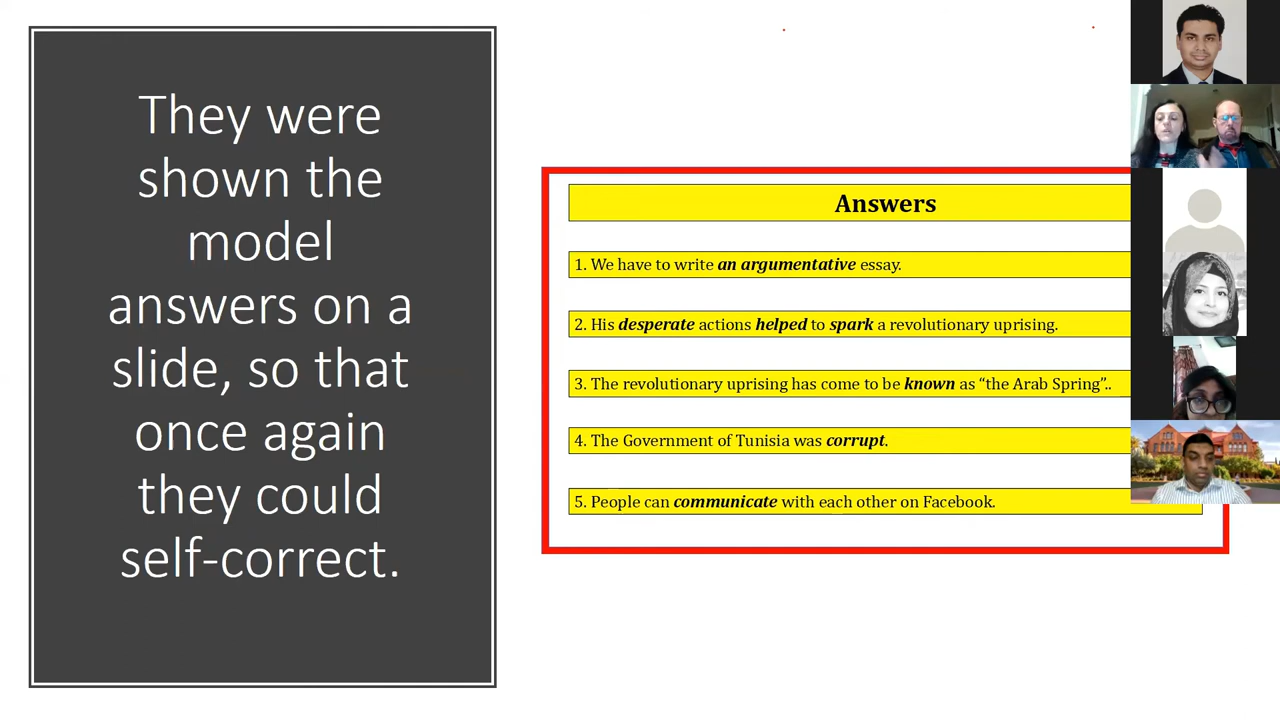 They were
shown the
model
answers on a
slide, so that
once again
they could
self-correct.
Answers
1. We have to write an argumentative essay.
2. His desperate actions helped to spark a revolutionary uprising.
3. The revolutionary uprising has come to be known as “the Arab Spring”..
4. The Government of Tunisia was corrupt.
5. People can communicate with each other on Facebook.